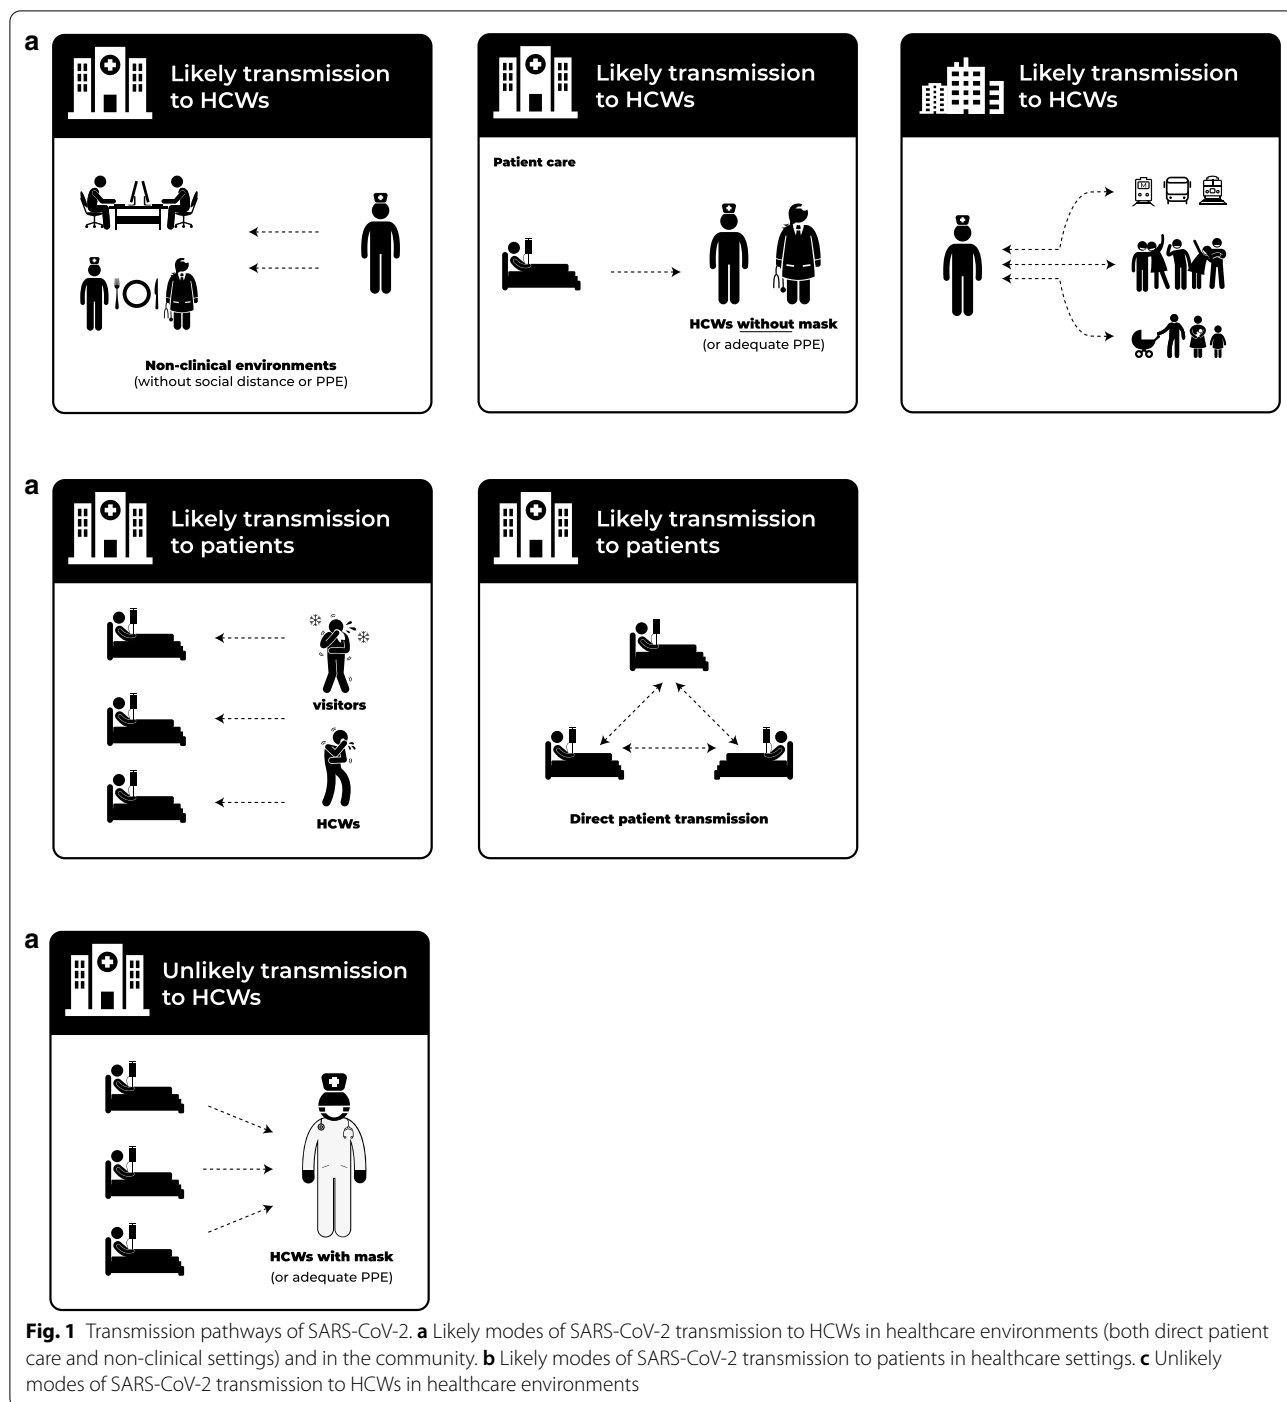 a
Likely transmission
to HCWs
Non-clinical environments
(without social distance or PPE)
Likely transmission
to HCWs
Patient care
HCWs without mask
(or adequate PPE)
Likely transmission
to HCWs
M
a
Likely transmission
to patients
visitors
HCWs
Likely transmission
to patients
Direct patient transmission
a
Unlikely transmission
to HCWs
HCWs with mask
(or adequate PPE)
Fig. 1 Transmission pathways of SARS-CoV-2. a Likely modes of SARS-CoV-2 transmission to HCWs in healthcare environments (both direct patient
care and non-clinical settings) and in the community. b Likely modes of SARS-CoV-2 transmission to patients in healthcare settings. c Unlikely
modes of SARS-CoV-2 transmission to HCWs in healthcare environments